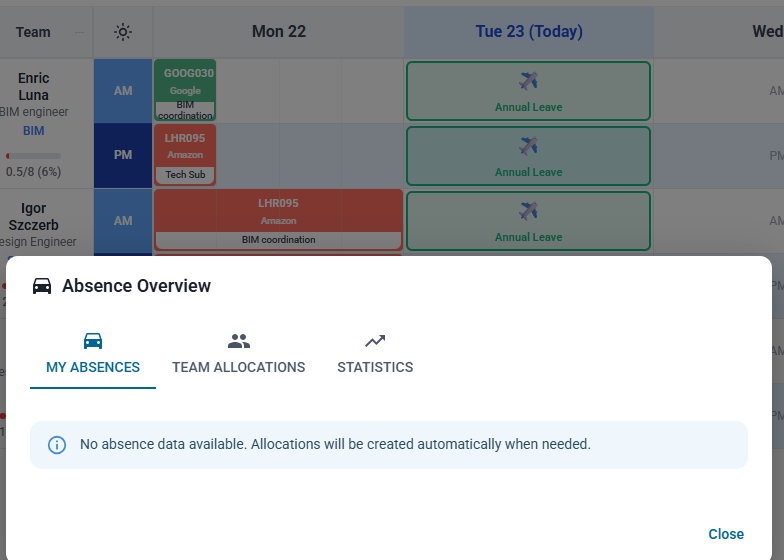 Team
Mon 22
Tue 23 (Today)
Wed
Enric
Luna
BIM engineer
BIM
0.5/8 (6%)
AM
GOOG030
Google
BIM
coordination
Annual Leave
AM
PM
LHR095
Amazon
Tech Sub
Annual Leave
PM
Igor
Szczerb
esign Engineer
AM
LHR095
Amazon
BIM coordination
Annual Leave
AM
Absence Overview
MY ABSENCES
TEAM ALLOCATIONS
STATISTICS
No absence data available. Allocations will be created automatically when needed.
Close